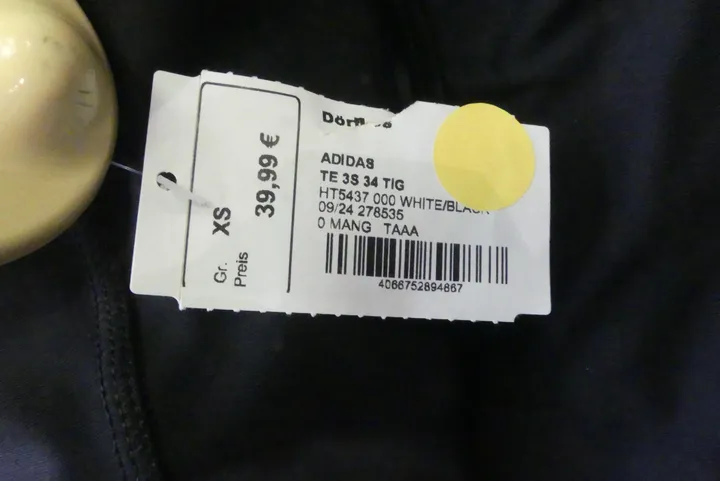 Gr. XS
Preis 39,99 €
ADIDAS
TE 3S 34 TIG
HT5437 000 WHITE/BLACK
09/24 278535
0 MANG TAAA
4066752894867